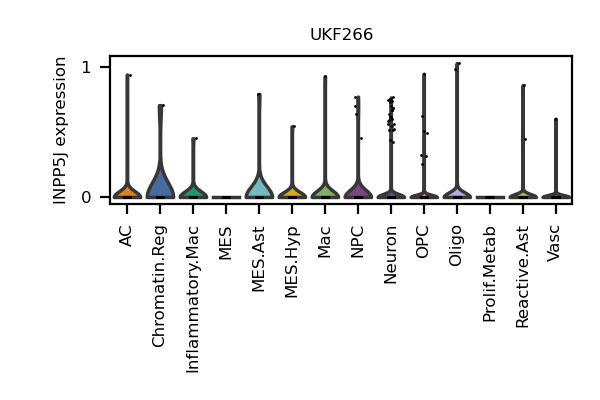 UKF266
INPP5J expression
1
0
AC
Chromatin.Reg
Inflammatory.Mac
MES
MES.Ast
MES.Hyp
Mac
NPC
Neuron
OPC
Oligo
Prolif.Metab
Reactive.Ast
Vasc